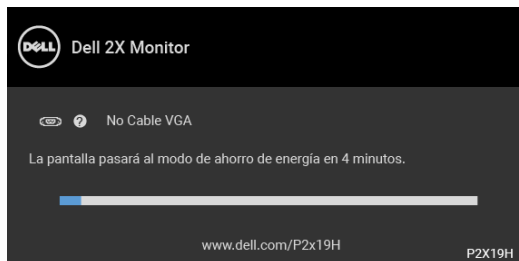 DELL Dell 2X Monitor
? No Cable VGA
La pantalla pasará al modo de ahorro de energía en 4 minutos.
www.dell.com/P2x19H
P2X19H